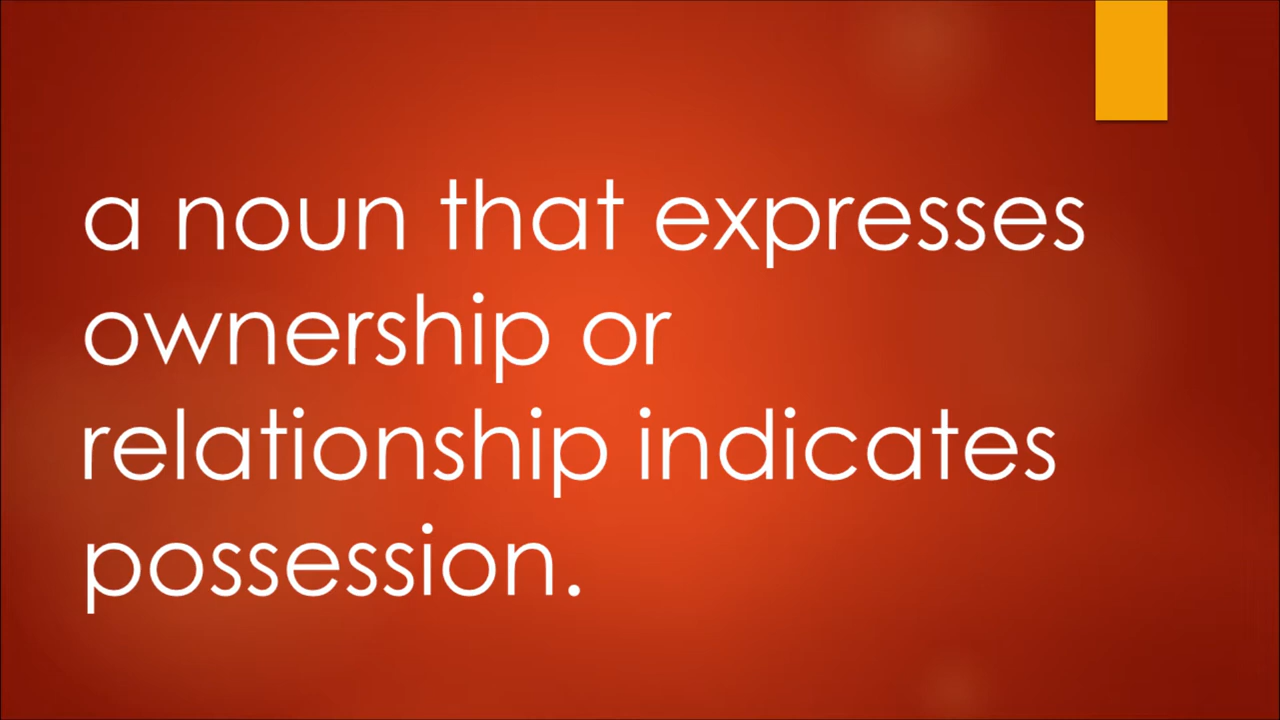 a noun that expresses
ownership or
relationship indicates
possession.